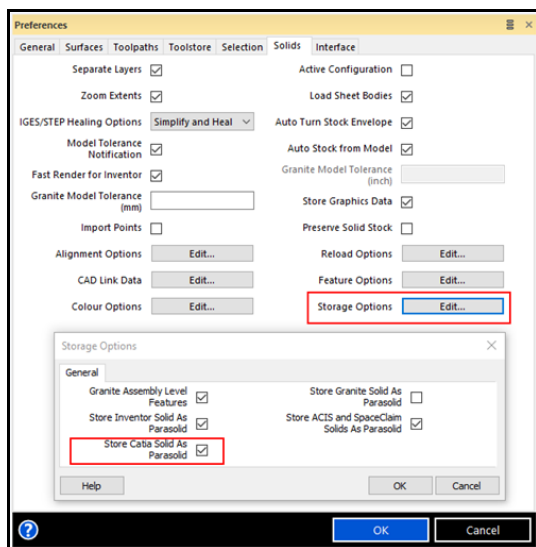 Preferences
General Surfaces Toolpaths Toolstore Selection Solids Interface
Separate Layers Active Configuration
Zoom Extents Load Sheet Bodies
IGES/STEP Healing Options Simplify and Heal Auto Turn Stock Envelope
Model Tolerance
Notification Auto Stock from Model
Fast Render for Inventor Granite Model Tolerance
(inch)
Granite Model Tolerance
(mm) Store Graphics Data
Import Points Preserve Solid Stock
Alignment Options Edit... Reload Options Edit...
CAD Link Data Edit... Feature Options Edit...
Colour Options Edit... Storage Options Edit...
Storage Options
General
Granite Assembly Level
Features Store Granite Solid As
Parasolid
Store Inventor Solid As
Parasolid Store ACIS and SpaceClaim
Solids As Parasolid
Store Catia Solid As
Parasolid
Help OK Cancel
? OK Cancel